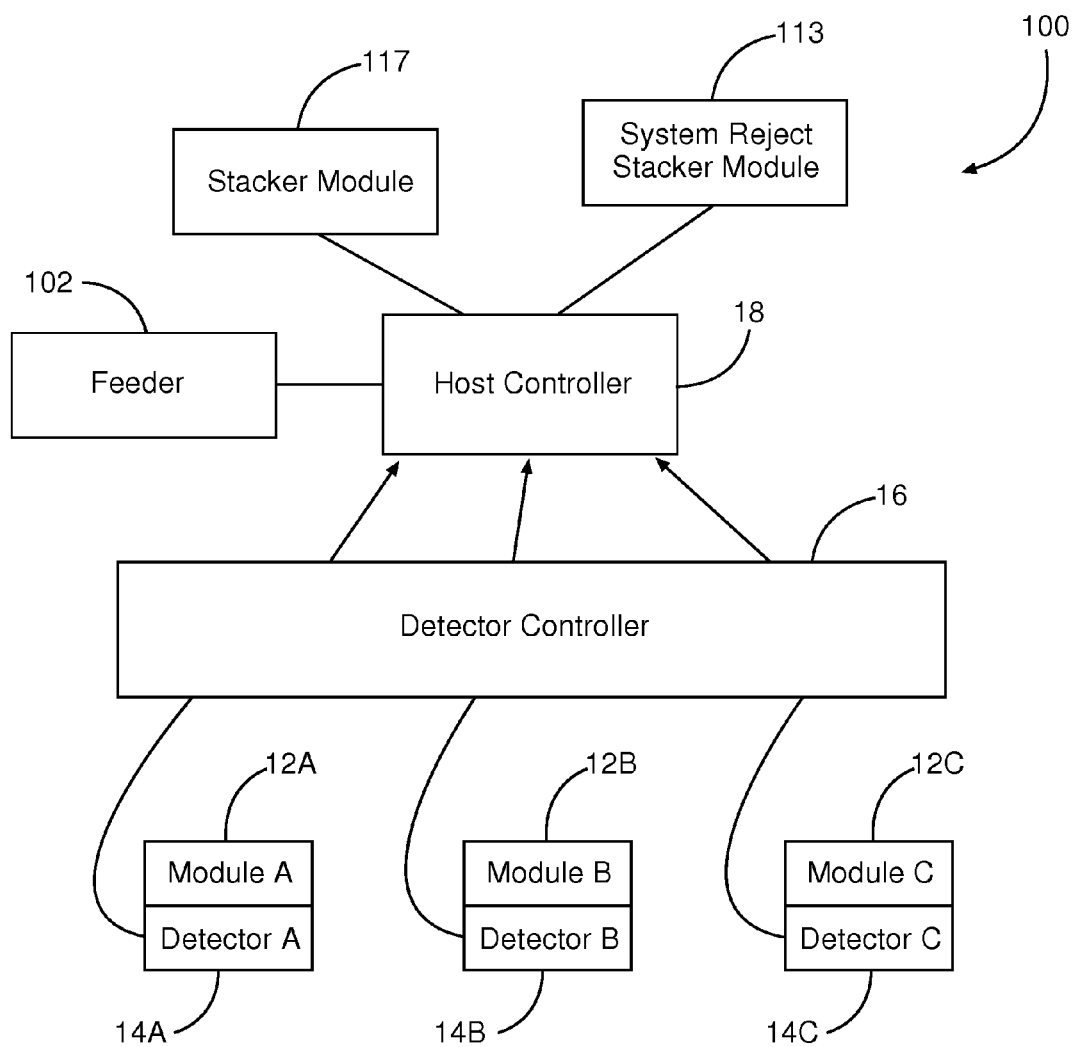 100
113
117
System Reject
Stacker Module
Stacker Module
102
18
Feeder
Host Controller
16
Detector Controller
12A
12B
12C
Module A
Module B
Module C
Detector A
Detector B
Detector C
14A
14B
14C